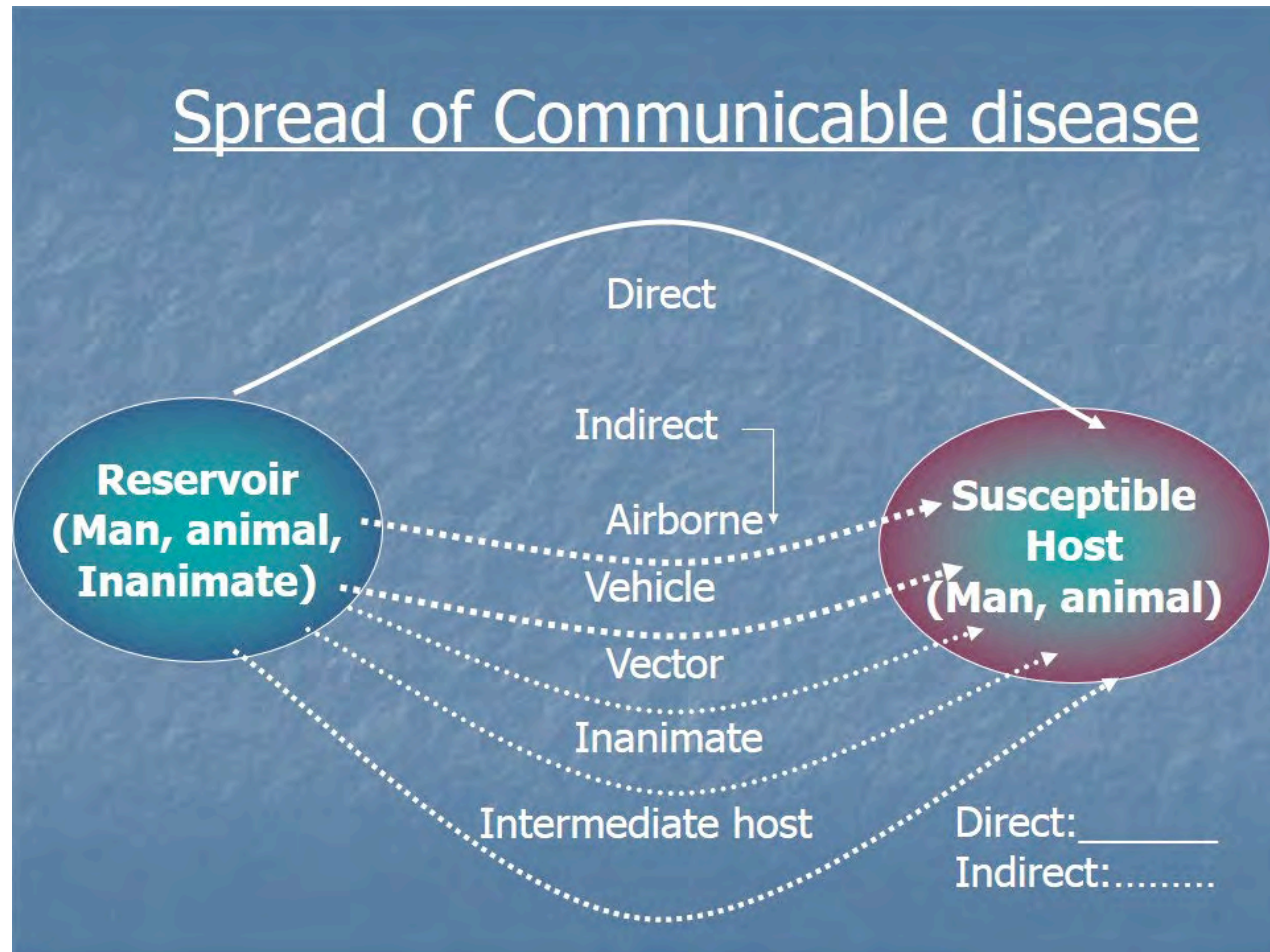 Spread of Communicable disease
Direct
Indirect
Reservoir
(Man, animal,
Inanimate)
Susceptible
Host
(Man, animal)
Airborne
Vehicle
Vector
Inanimate
Intermediate host
Direct:_______
Indirect:.........